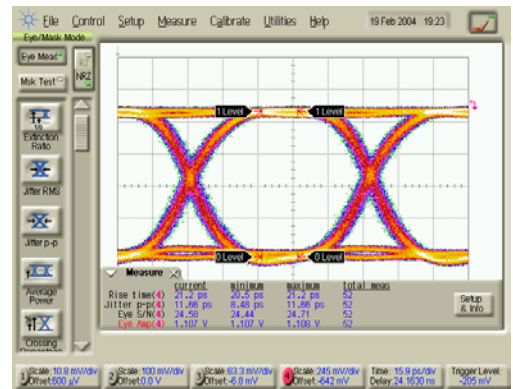 File Control Setup Measure Calibrate Utilities Help 19 Feb 2004 19:23
Eye/Mask Mode
Eye Meas
NRZ
Msk Test
Extinction
Ratio
Jitter RMS
Jitter p-p
Average
Power
Crossing
1 Level 1 Level
0 Level 0 Level
Measure
current minimum maximum total meas
Rise time(4) 21.2 ps 20.5 ps 21.2 ps 52
Jitter p-p(4) 11.66 ps 8.48 ps 11.66 ps 52
Eye S/N(4) 24.58 24.44 24.71 52
Eye Amp(4) 1.107 V 1.107 V 1.108 V 52
Setup
& Info
1) Scale: 10.8 mV/div
Offset:600 µV
2) Scale: 100 mV/div
Offset:0.0 V
3) Scale: 63.3 mV/div
Offset:-6.8 mV
4) Scale: 245 mV/div
Offset:-642 mV
Time: 15.9 ps/div
Delay:24.1630 ns
Trigger Level:
-205 mV